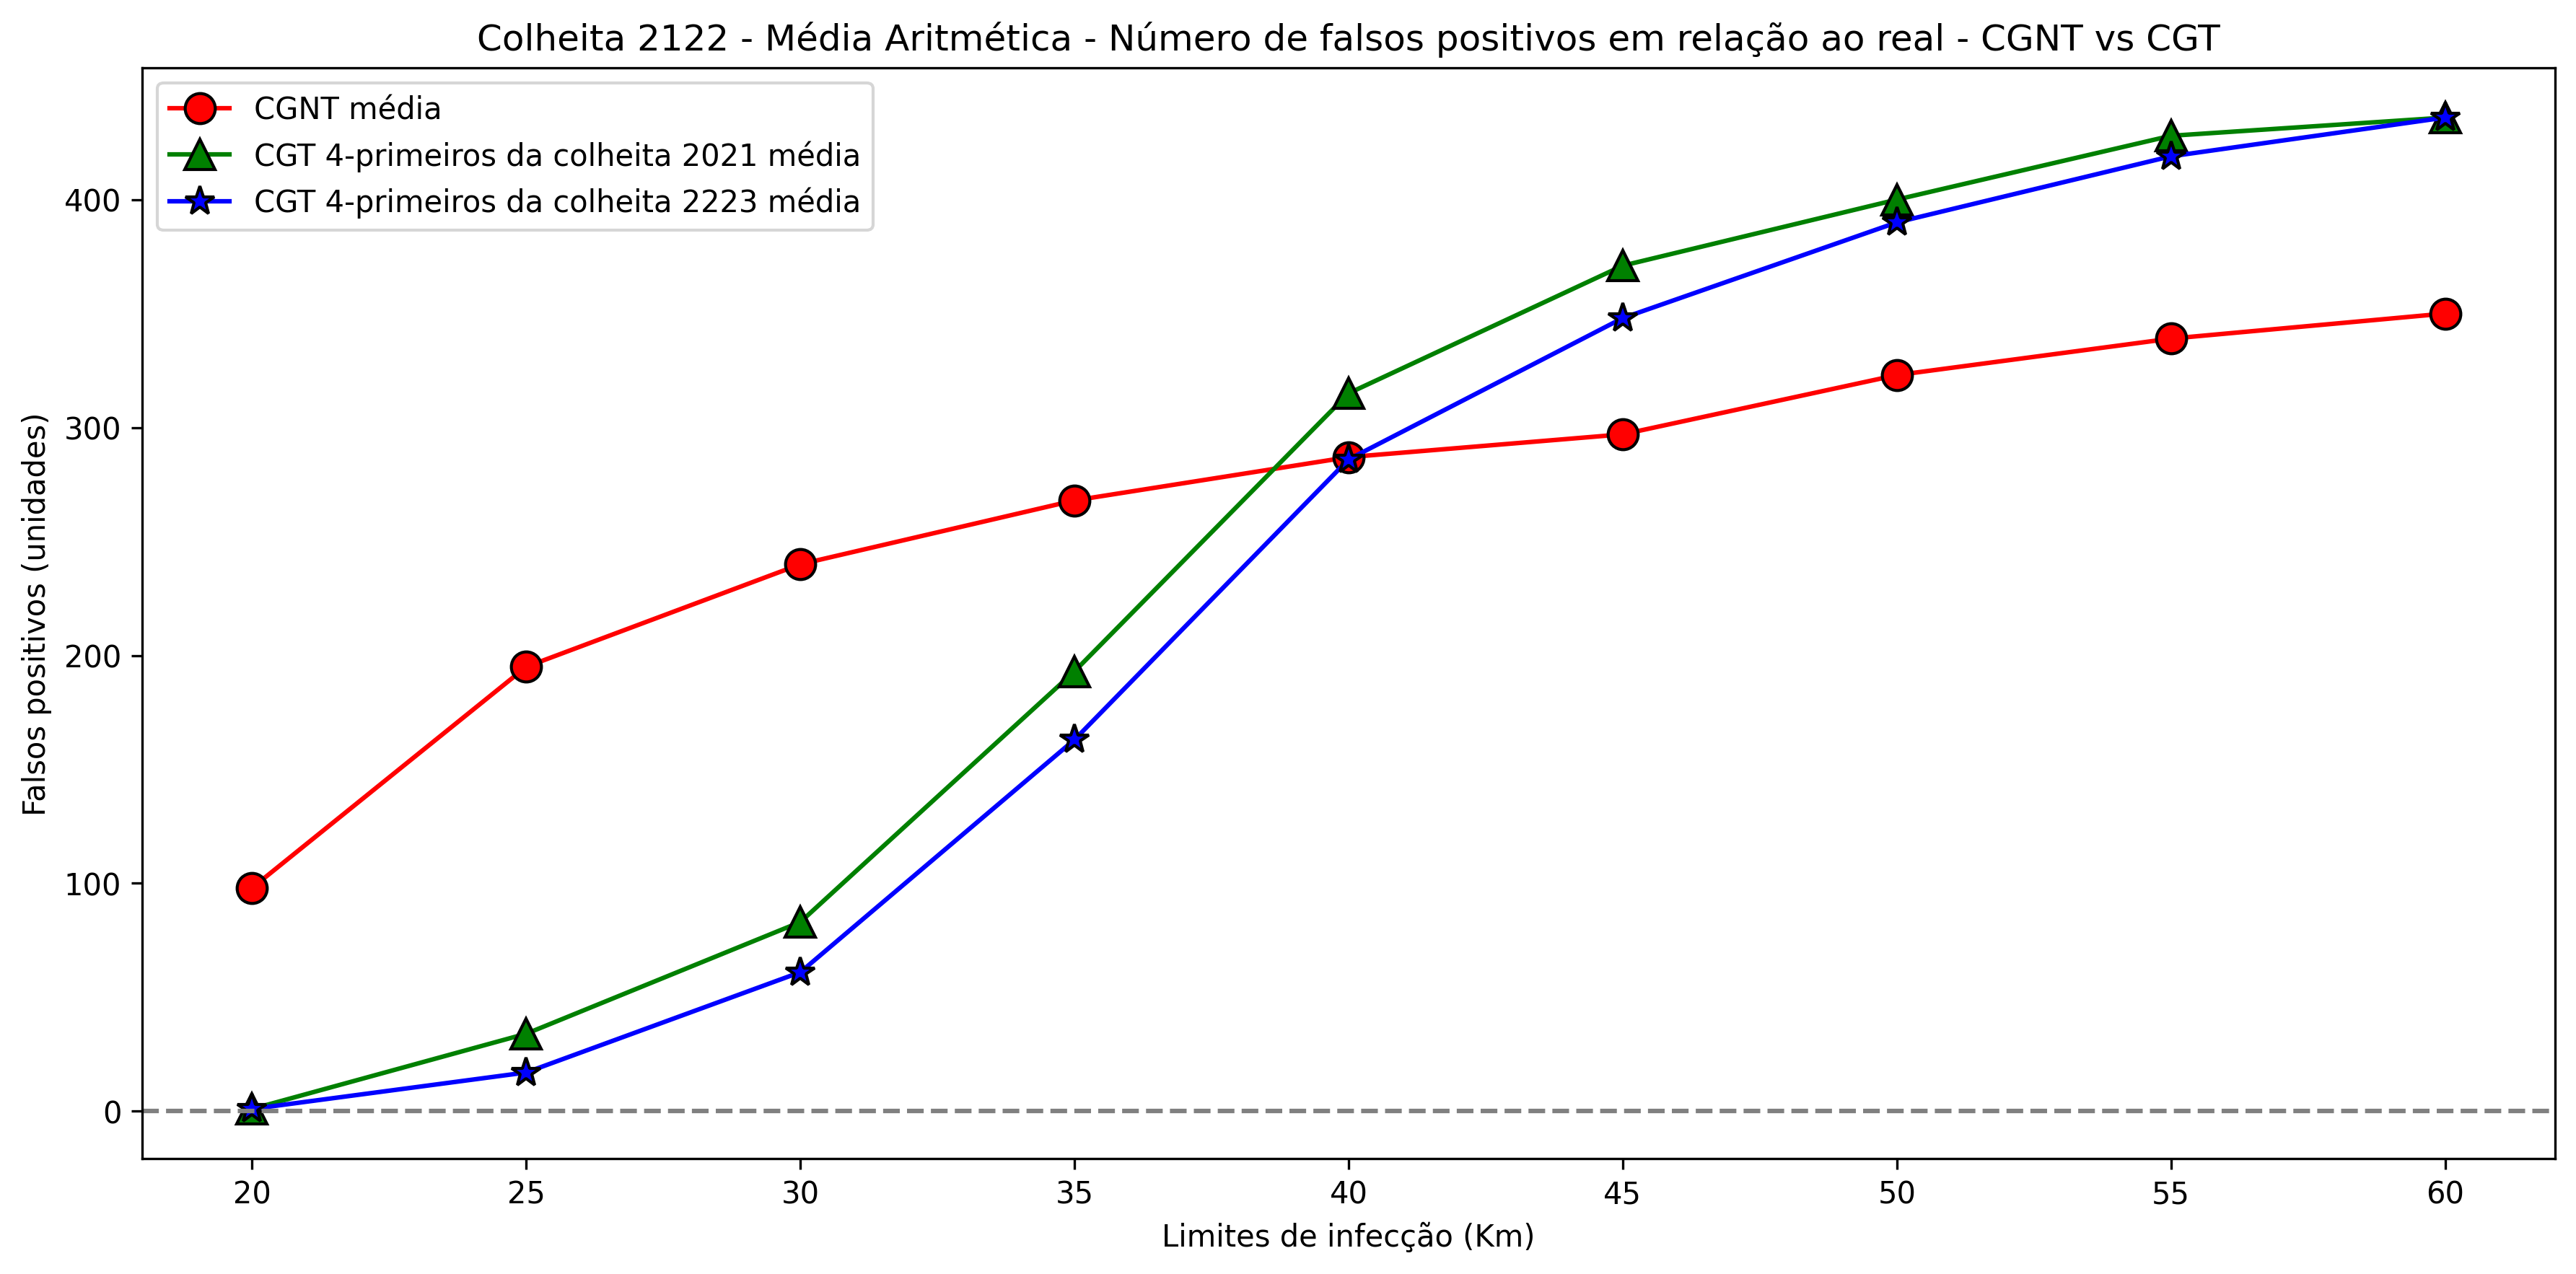 Colheita 2122 - Média Aritmética - Número de falsos positivos em relação ao real - CGNT vs CGT
CGNT média
CGT 4-primeiros da colheita 2021 média
CGT 4-primeiros da colheita 2223 média
Falsos positivos (unidades)
400
300
200
100
0
20 25 30 35 40 45 50 55 60
Limites de infecção (Km)